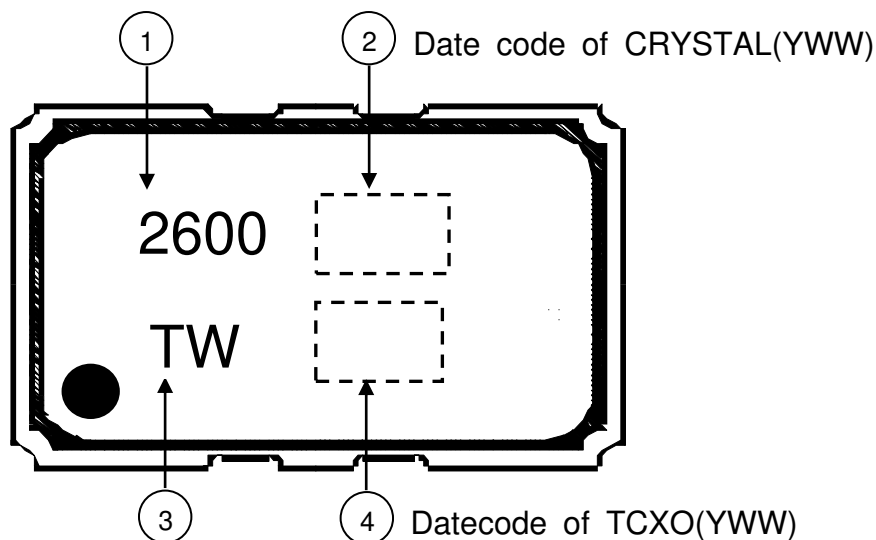 1
2 Date code of CRYSTAL(YWW)
2600
TW
3
4 Datecode of TCXO(YWW)